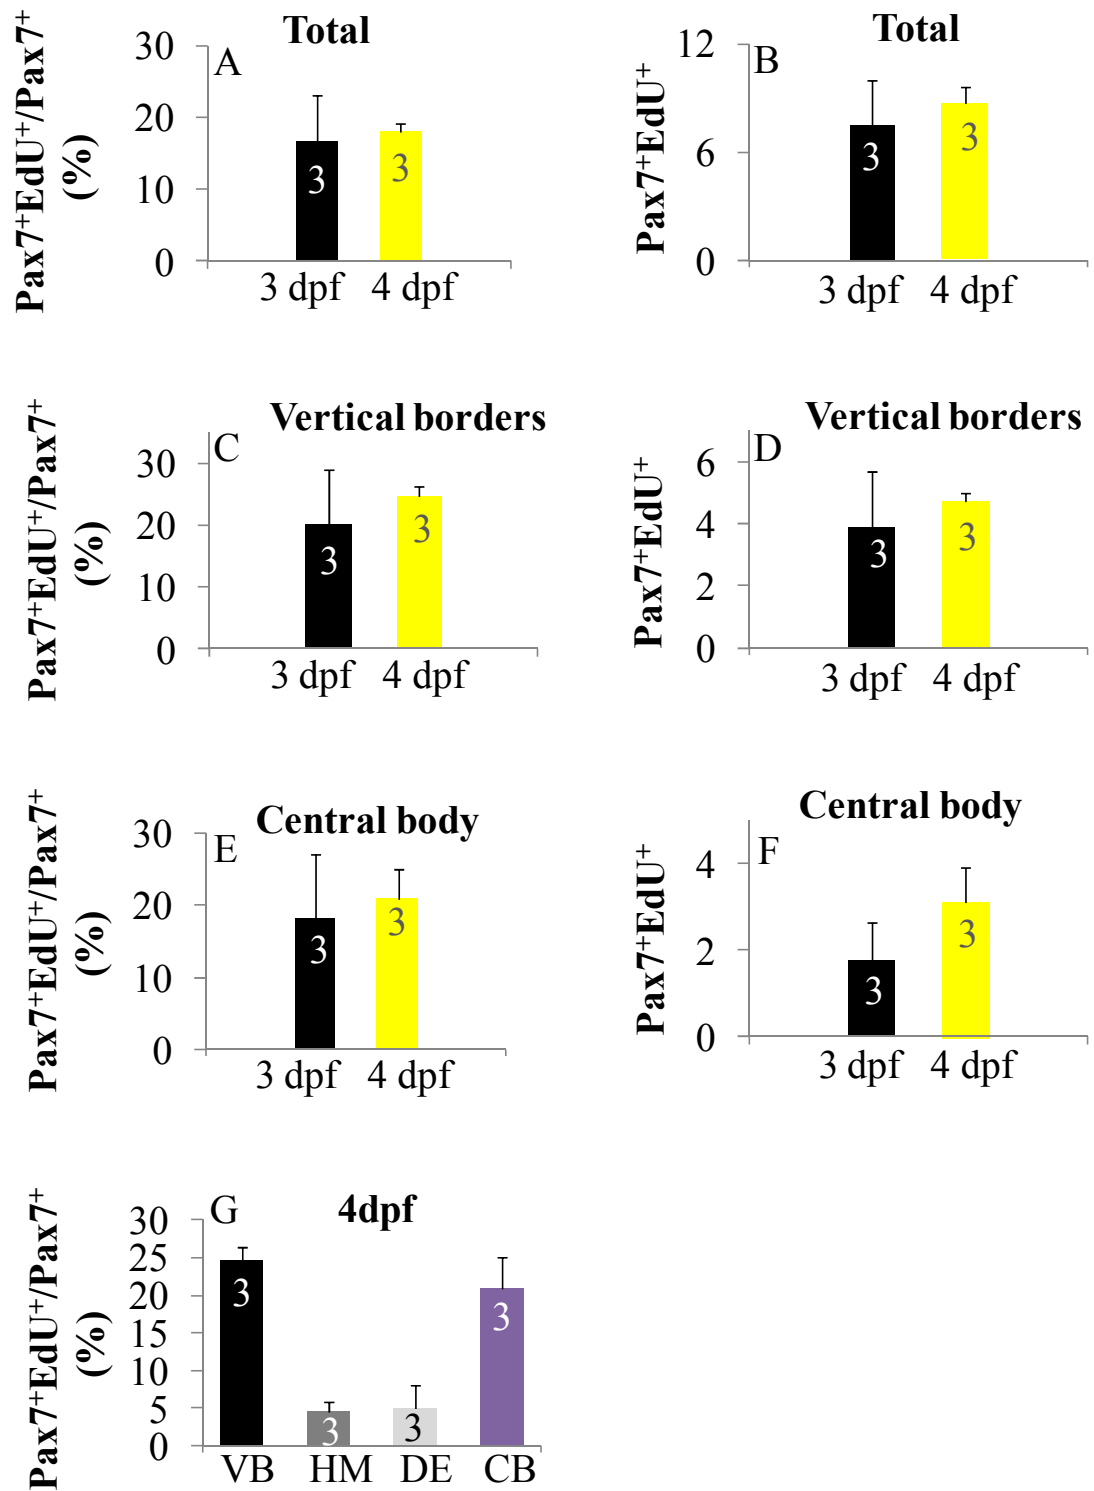 Total
A
Pax7⁺EdU⁺/Pax7⁺
(%)
30
20
10
0
3
3
3 dpf
4 dpf
Total
B
Pax7⁺EdU⁺
12
6
0
3
3
3 dpf
4 dpf
Vertical borders
C
Pax7⁺EdU⁺/Pax7⁺
(%)
30
20
10
0
3
3
3 dpf
4 dpf
Vertical borders
D
Pax7⁺EdU⁺
6
4
2
0
3
3
3 dpf
4 dpf
Central body
E
Pax7⁺EdU⁺/Pax7⁺
(%)
30
20
10
0
3
3
3 dpf
4 dpf
Central body
F
Pax7⁺EdU⁺
4
2
0
3
3
3 dpf
4 dpf
4dpf
G
Pax7⁺EdU⁺/Pax7⁺
(%)
30
25
20
15
10
5
0
3
3
3
3
VB
HM
DE
CB